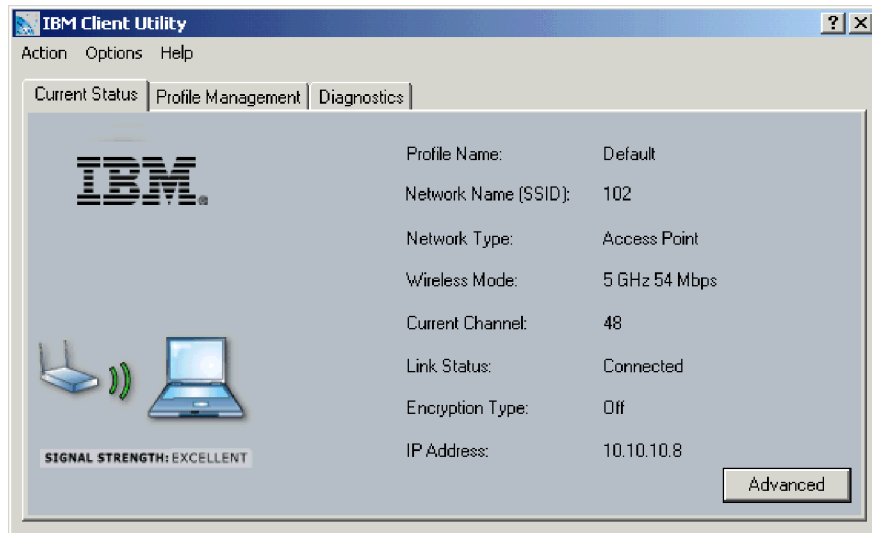 IBM Client Utility
Action Options Help
Current Status Profile Management Diagnostics
IBM®
Profile Name: Default
Network Name (SSID): 102
Network Type: Access Point
Wireless Mode: 5 GHz 54 Mbps
Current Channel: 48
Link Status: Connected
Encryption Type: Off
IP Address: 10.10.10.8
SIGNAL STRENGTH: EXCELLENT
Advanced